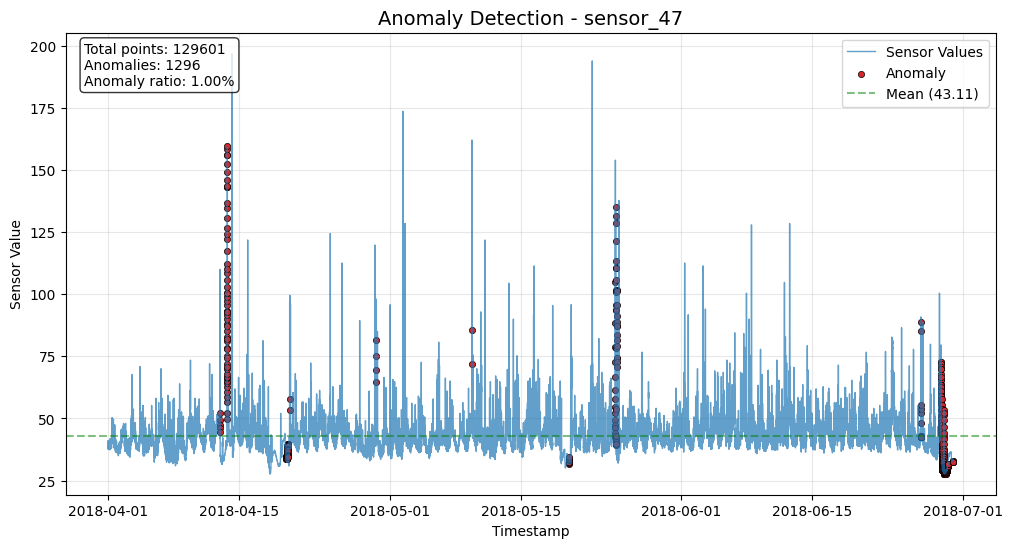 Anomaly Detection - sensor_47
Total points: 129601
Anomalies: 1296
Anomaly ratio: 1.00%
Sensor Values
Anomaly
Mean (43.11)
Sensor Value
200
175
150
125
100
75
50
25
2018-04-01
2018-04-15
2018-05-01
2018-05-15
2018-06-01
2018-06-15
2018-07-01
Timestamp